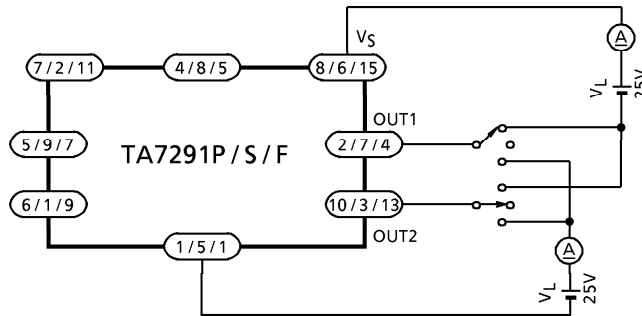 VS
A
7/2/11
4/8/5
8/6/15
VL
25V
OUT1
5/9/7
TA7291P/S/F
2/7/4
6/1/9
10/3/13
OUT2
1/5/1
A
VL
25V